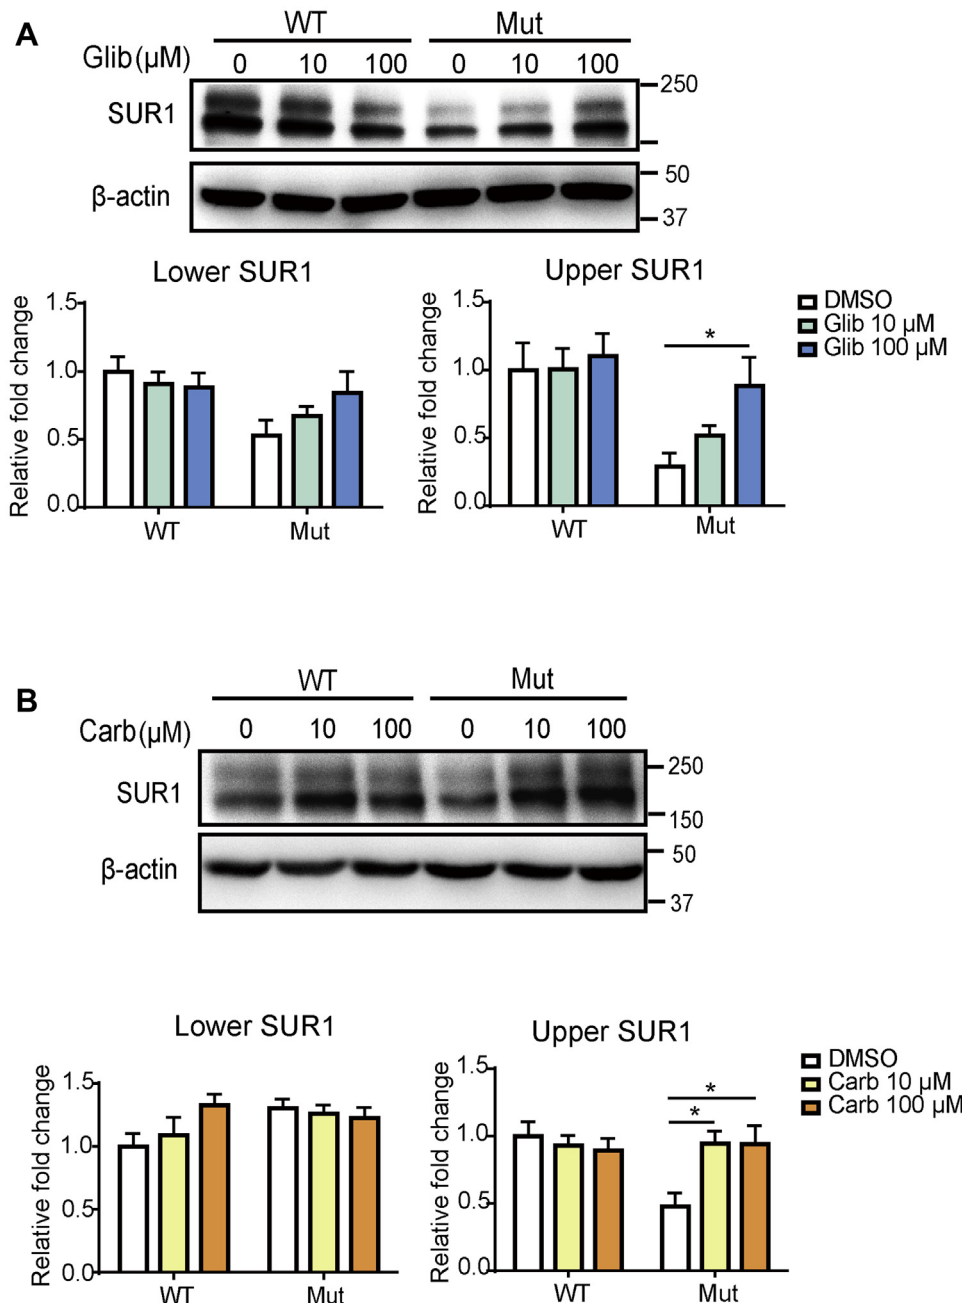 A
WT Mut
Glib(µM) 0 10 100 0 10 100
250
SUR1
50
β-actin
37
Lower SUR1
Relative fold change
1.5
1.0
0.5
0.0
WT Mut
Upper SUR1
Relative fold change
1.5
1.0
0.5
0.0
*
WT Mut
DMSO
Glib 10 µM
Glib 100 µM
B
WT Mut
Carb(µM) 0 10 100 0 10 100
250
SUR1
150
50
β-actin
37
Lower SUR1
Relative fold change
1.5
1.0
0.5
0.0
WT Mut
Upper SUR1
Relative fold change
1.5
1.0
0.5
0.0
*
*
WT Mut
DMSO
Carb 10 µM
Carb 100 µM